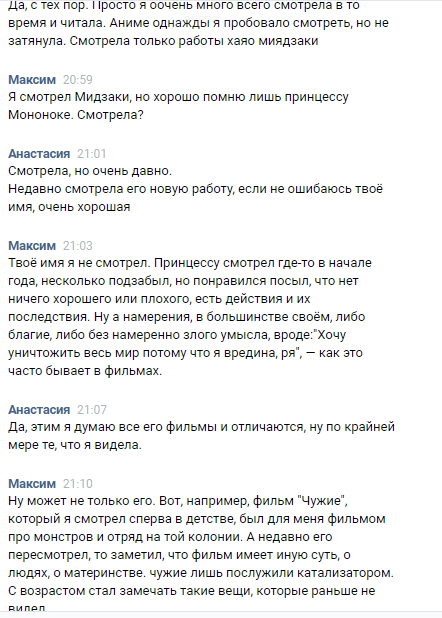 Да, с тех пор. Просто я оочень много всего смотрела в то
время и читала. Аниме однажды я пробовало смотреть, но не
затянула. Смотрела только работы хаяо миядзаки
Максим 20:59
Я смотрел Мидзаки, но хорошо помню лишь принцессу
Мононоке. Смотрела?
Анастасия 21:01
Смотрела, но очень давно.
Недавно смотрела его новую работу, если не ошибаюсь твоё
имя, очень хорошая
Максим 21:03
Твоё имя я не смотрел. Принцессу смотрел где-то в начале
года, несколько подзабыл, но понравился посыл, что нет
ничего хорошего или плохого, есть действия и их
последствия. Ну а намерения, в большинстве своём, либо
благие, либо без намеренно злого умысла, вроде:"Хочу
уничтожить весь мир потому что я вредина, ря", — как это
часто бывает в фильмах.
Анастасия 21:07
Да, этим я думаю все его фильмы и отличаются, ну по крайней
мере те, что я видела.
Максим 21:10
Ну может не только его. Вот, например, фильм "Чужие",
который я смотрел сперва в детстве, был для меня фильмом
про монстров и отряд на той колонии. А недавно его
пересмотрел, то заметил, что фильм имеет иную суть, о
людях, о материнстве. чужие лишь послужили катализатором.
С возрастом стал замечать такие вещи, которые раньше не
видел